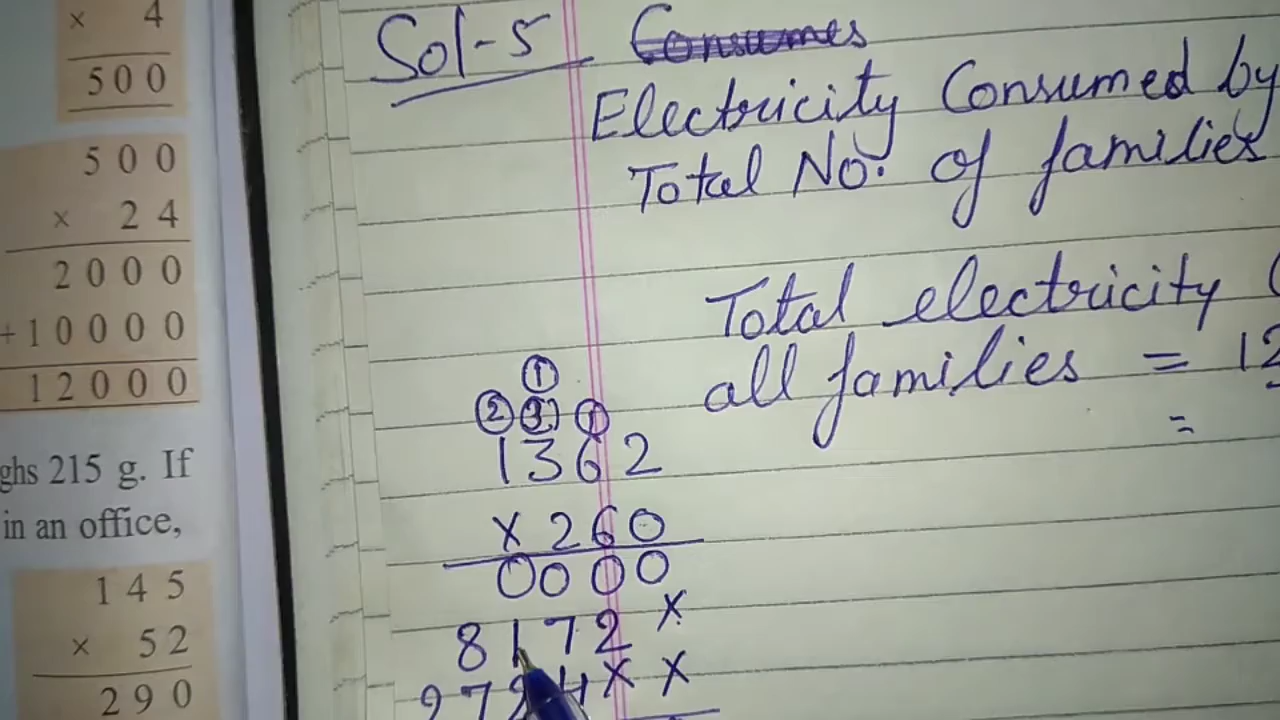 × 4
500
500
× 24
2000
+10000
12000
ghs 215 g. If
in an office,
145
× 52
290
Sol-5
Consumes
Electricity Consumed by
Total No. of families
Total electricity
all families = 12
=
①
② ③ ①
1362
× 260
0000
8172 ×
2724 × ×